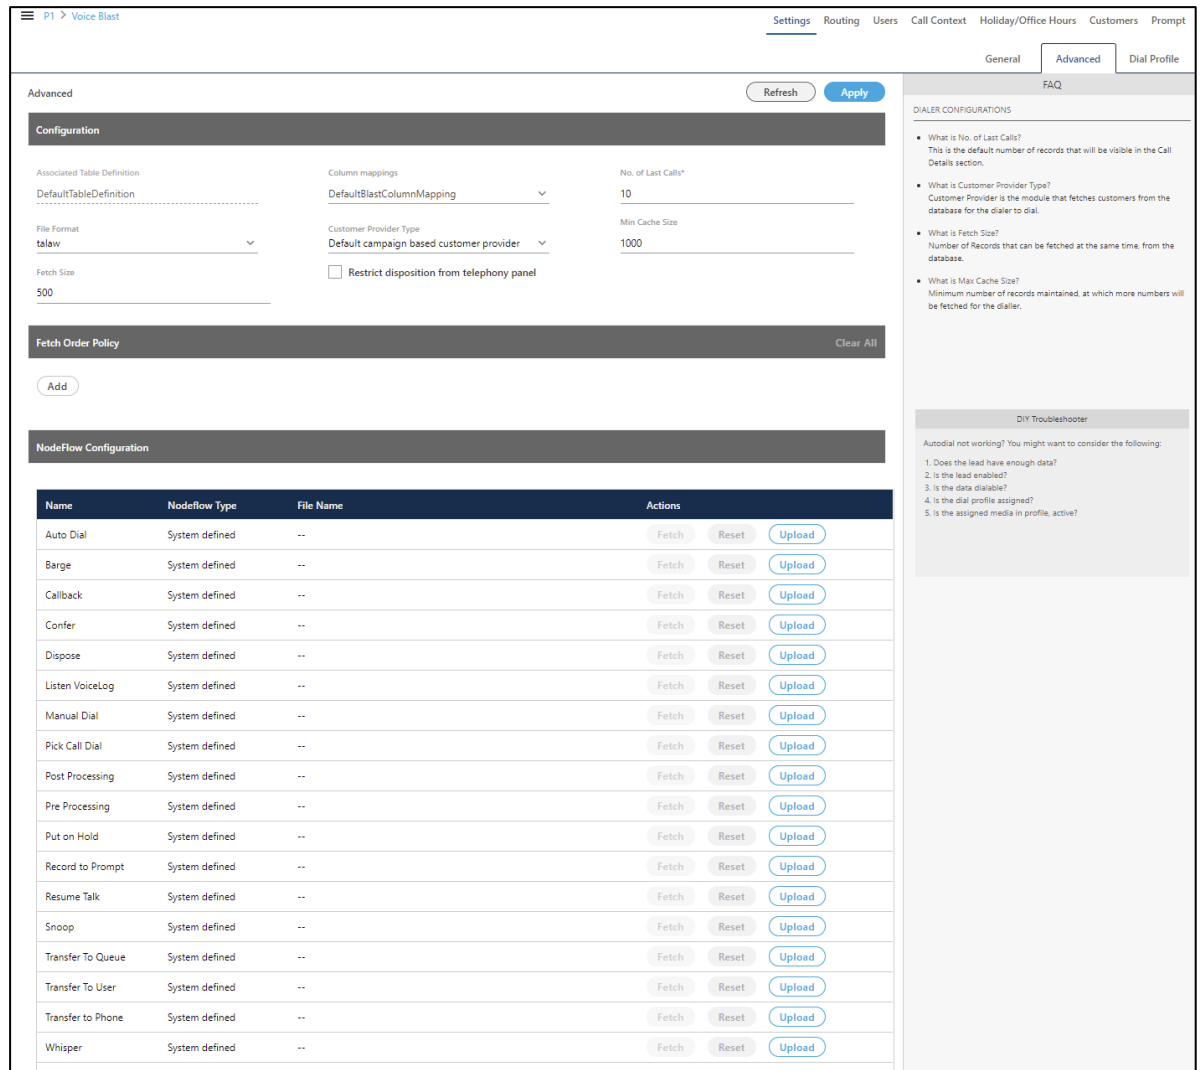 P1 > Voice Blast
Settings Routing Users Call Context Holiday/Office Hours Customers Prompt
General Advanced Dial Profile
Advanced Refresh Apply
Configuration
Associated Table Definition Column mappings No. of Last Calls*
DefaultTableDefinition DefaultBlastColumnMapping 10
File Format Customer Provider Type Min Cache Size
talaw Default campaign based customer provider 1000
Fetch Size Restrict disposition from telephony panel
500
Fetch Order Policy Clear All
Add
NodeFlow Configuration
Name Nodeflow Type File Name Actions
Auto Dial System defined -- Fetch Reset Upload
Barge System defined -- Fetch Reset Upload
Callback System defined -- Fetch Reset Upload
Confer System defined -- Fetch Reset Upload
Dispose System defined -- Fetch Reset Upload
Listen VoiceLog System defined -- Fetch Reset Upload
Manual Dial System defined -- Fetch Reset Upload
Pick Call Dial System defined -- Fetch Reset Upload
Post Processing System defined -- Fetch Reset Upload
Pre Processing System defined -- Fetch Reset Upload
Put on Hold System defined -- Fetch Reset Upload
Record to Prompt System defined -- Fetch Reset Upload
Resume Talk System defined -- Fetch Reset Upload
Snoop System defined -- Fetch Reset Upload
Transfer To Queue System defined -- Fetch Reset Upload
Transfer To User System defined -- Fetch Reset Upload
Transfer to Phone System defined -- Fetch Reset Upload
Whisper System defined -- Fetch Reset Upload
FAQ
DIALER CONFIGURATIONS
• What is No. of Last Calls?
This is the default number of records that will be visible in the Call
Details section.
• What is Customer Provider Type?
Customer Provider is the module that fetches customers from the
database for the dialer to dial.
• What is Fetch Size?
Number of Records that can be fetched at the same time, from the
database.
• What is Max Cache Size?
Minimum number of records maintained, at which more numbers will
be fetched for the dialler.
DIY Troubleshooter
Autodial not working? You might want to consider the following:
1. Does the lead have enough data?
2. Is the lead enabled?
3. Is the data dialable?
4. Is the dial profile assigned?
5. Is the assigned media in profile, active?